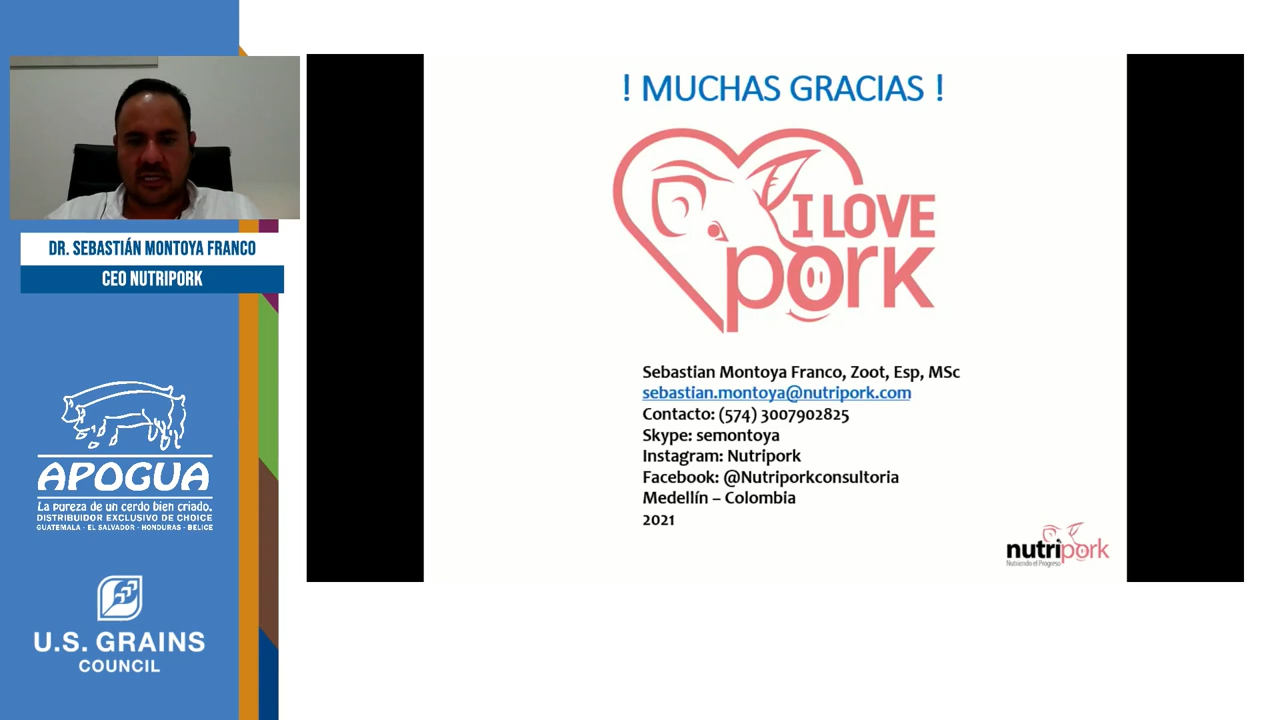 DR. SEBASTIÁN MONTOYA FRANCO
CEO NUTRIPORK
APOGUA
La pureza de un cerdo bien criado.
DISTRIBUIDOR EXCLUSIVO DE CHOICE
GUATEMALA - EL SALVADOR - HONDURAS - BELICE
U.S. GRAINS
COUNCIL
! MUCHAS GRACIAS !
I LOVE
pork
Sebastian Montoya Franco, Zoot, Esp, MSc
sebastian.montoya@nutripork.com
Contacto: (574) 3007902825
Skype: semontoya
Instagram: Nutripork
Facebook: @Nutriporkconsultoria
Medellín – Colombia
2021
nutripork
Nutriendo el Progreso